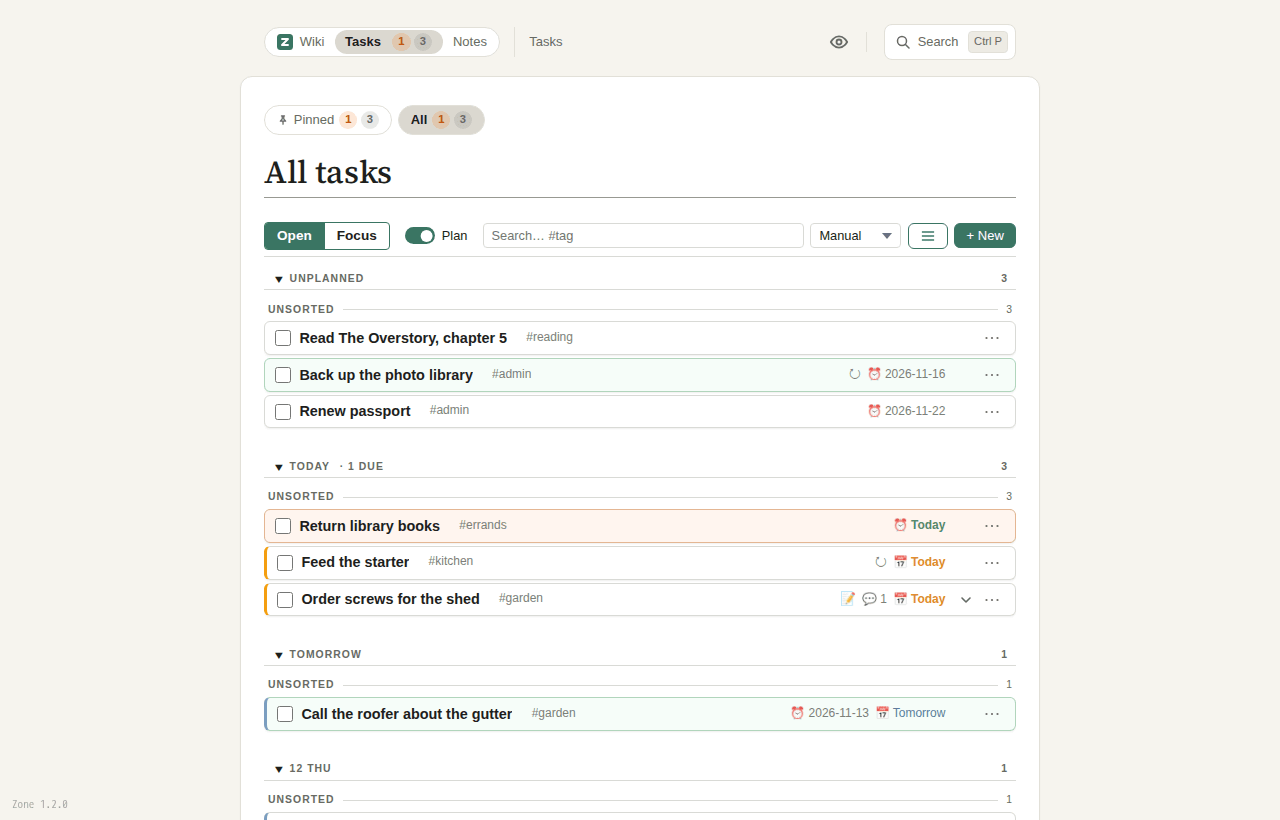 Wiki Tasks 1 3 Notes Tasks Search Ctrl P
Pinned 1 3 All 1 3
All tasks
Open Focus Plan Search… #tag Manual + New
UNPLANNED 3
UNSORTED 3
Read The Overstory, chapter 5 #reading ···
Back up the photo library #admin 2026-11-16 ···
Renew passport #admin 2026-11-22 ···
TODAY · 1 DUE 3
UNSORTED 3
Return library books #errands Today ···
Feed the starter #kitchen Today ···
Order screws for the shed #garden 1 Today ···
TOMORROW 1
UNSORTED 1
Call the roofer about the gutter #garden 2026-11-13 Tomorrow ···
12 THU 1
UNSORTED 1
Zone 1.2.0